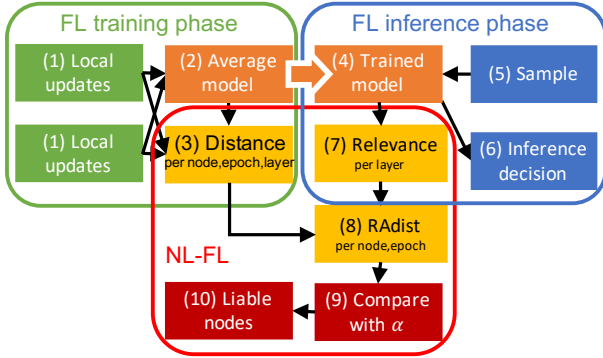 FL training phase
FL inference phase
(1) Local
updates
(2) Average
model
(4) Trained
model
(5) Sample
(1) Local
updates
(3) Distance
per node,epoch,layer
(7) Relevance
per layer
(6) Inference
decision
(8) RAdist
per node,epoch
NL-FL
(10) Liable
nodes
(9) Compare
with α